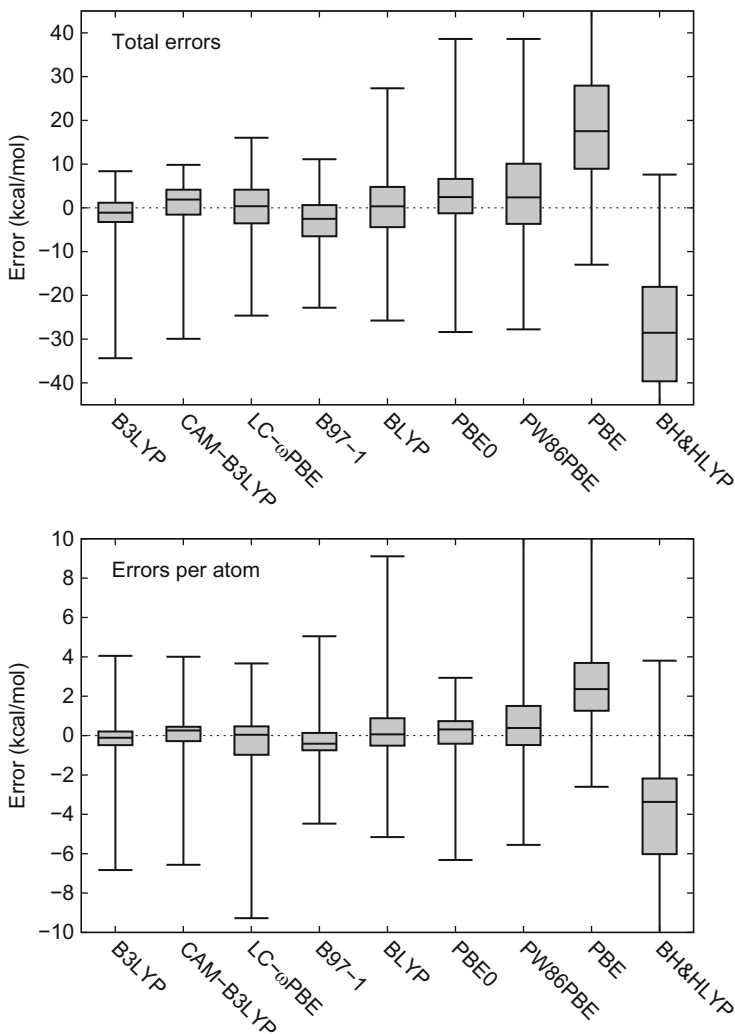 Total errors
Error (kcal/mol)
40
30
20
10
0
−10
−20
−30
−40
B3LYP
CAM−B3LYP
LC−ωPBE
B97−1
BLYP
PBE0
PW86PBE
PBE
BH&HLYP
Errors per atom
Error (kcal/mol)
10
8
6
4
2
0
−2
−4
−6
−8
−10
B3LYP
CAM−B3LYP
LC−ωPBE
B97−1
BLYP
PBE0
PW86PBE
PBE
BH&HLYP